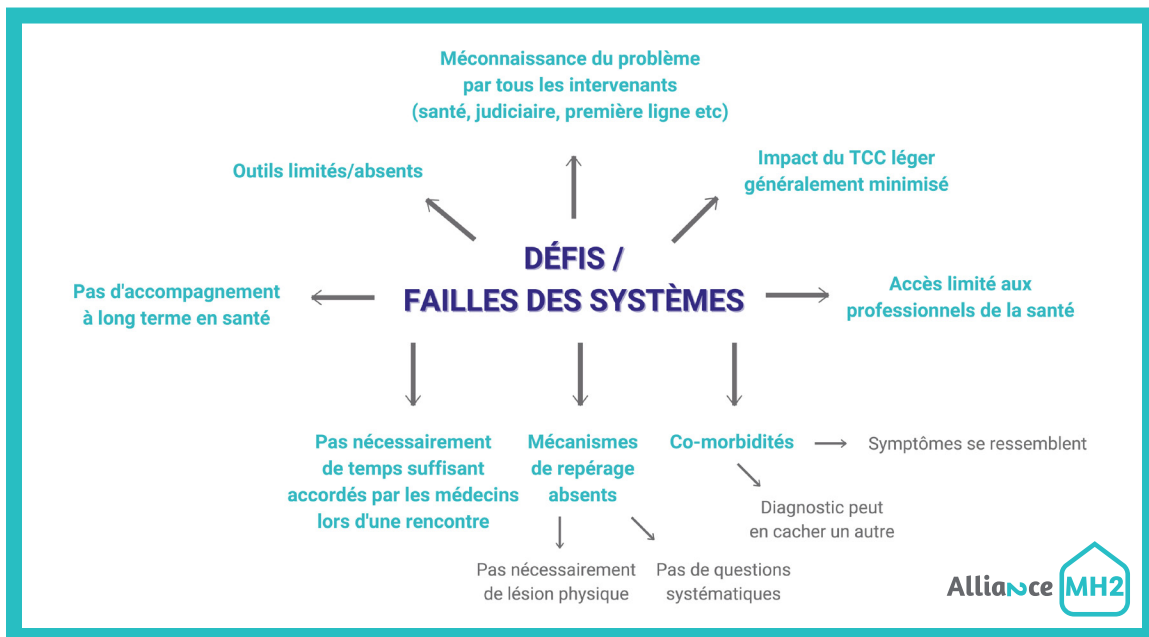 Méconnaissance du problème
par tous les intervenants
(santé, judiciaire, première ligne etc)
Outils limités/absents
Impact du TCC léger
généralement minimisé
DÉFIS /
FAILLES DES SYSTÈMES
Pas d'accompagnement
à long terme en santé
Accès limité aux
professionnels de la santé
Pas nécessairement
de temps suffisant
accordés par les médecins
lors d'une rencontre
Mécanismes
de repérage
absents
Co-morbidités
Symptômes se ressemblent
Diagnostic peut
en cacher un autre
Pas nécessairement
de lésion physique
Pas de questions
systématiques
Alliance MH2